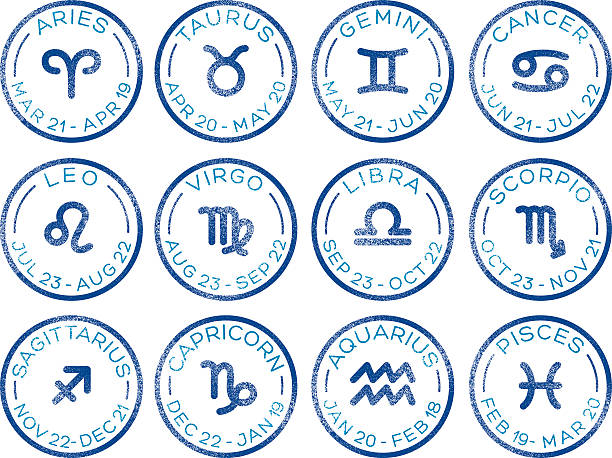 ARIES
MAR 21 - APR 19
TAURUS
APR 20 - MAY 20
GEMINI
MAY 21 - JUN 20
CANCER
JUN 21 - JUL 22
LEO
JUL 23 - AUG 22
VIRGO
AUG 23 - SEP 22
LIBRA
SEP 23 - OCT 22
SCORPIO
OCT 23 - NOV 21
SAGITTARIUS
NOV 22 - DEC 21
CAPRICORN
DEC 22 - JAN 19
AQUARIUS
JAN 20 - FEB 18
PISCES
FEB 19 - MAR 20